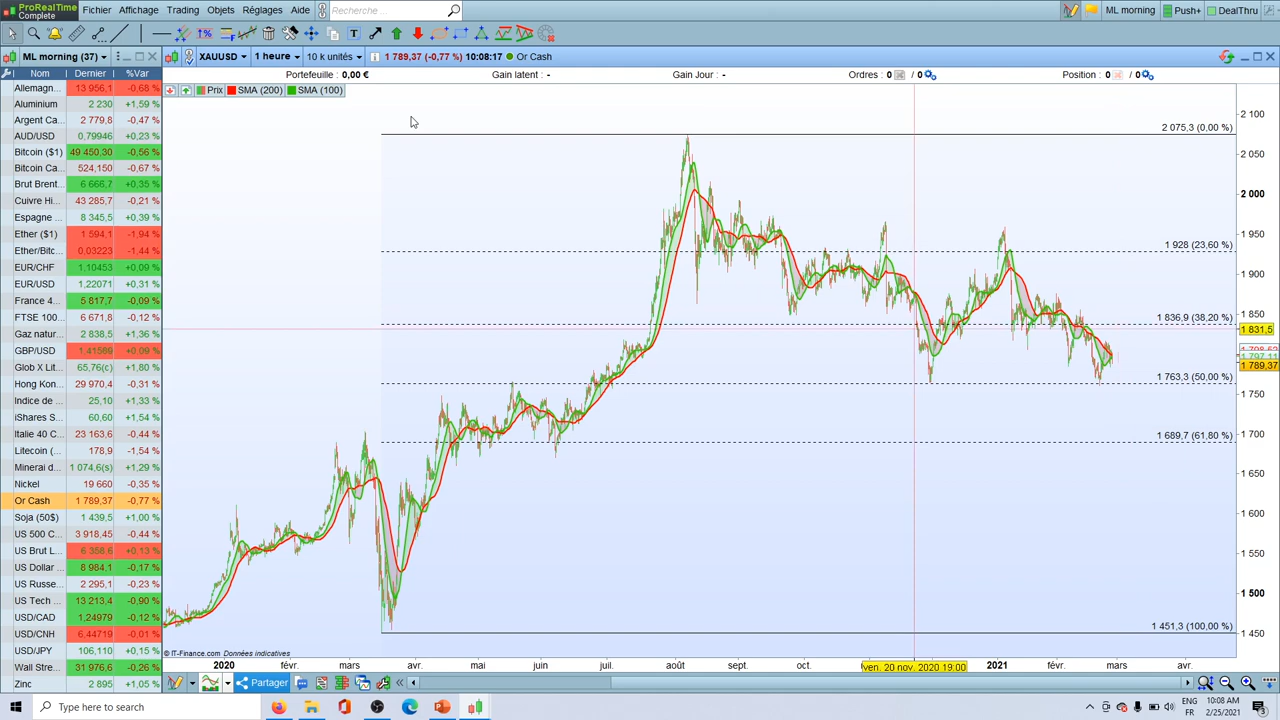 ProRealTime
Complete
Fichier Affichage Trading Objets Réglages Aide
Recherche ...
ML morning Push+ DealThru
ML morning (37)
XAUUSD 1 heure 10 k unités 1 789,37 (-0,77 %) 10:08:17 Or Cash
Nom Dernier %Var
Portefeuille : 0,00 € Gain latent : - Gain Jour : - Ordres : 0 / 0 Position : 0 / 0
Prix SMA (200) SMA (100)
Allemagn... 13 956,1 -0,68 %
Aluminium 2 230 +1,59 %
Argent Ca... 2 779,8 -0,47 %
AUD/USD 0,79946 +0,23 %
Bitcoin ($1) 49 450,30 -0,56 %
Bitcoin Ca... 524,150 -0,67 %
Brut Brent... 6 666,7 +0,35 %
Cuivre Hi... 43 285,7 -0,21 %
Espagne ... 8 345,5 +0,39 %
Ether ($1) 1 594,1 -1,94 %
Ether/Bitc... 0,03223 -1,44 %
EUR/CHF 1,10453 +0,09 %
EUR/USD 1,22071 +0,31 %
France 4... 5 817,7 -0,09 %
FTSE 100... 6 671,8 -0,12 %
Gaz natur... 2 838,5 +1,36 %
GBP/USD 1,41589 +0,09 %
Glob X Lit... 65,76(c) +1,80 %
Hong Kon... 29 970,4 -0,31 %
Indice de ... 25,10 +1,33 %
iShares S... 60,60 +1,54 %
Italie 40 C... 23 163,6 -0,44 %
Litecoin (... 178,9 -1,54 %
Minerai d... 1 074,6(s) +1,29 %
Nickel 19 660 -0,35 %
Or Cash 1 789,37 -0,77 %
Soja (50$) 1 439,5 +1,00 %
US 500 C... 3 918,45 -0,44 %
US Brut L... 6 358,6 +0,13 %
US Dollar ... 8 984,1 -0,17 %
US Russe... 2 295,1 -0,23 %
US Tech ... 13 213,4 -0,90 %
USD/CAD 1,24979 -0,12 %
USD/CNH 6,44719 -0,01 %
USD/JPY 106,110 +0,15 %
Wall Stre... 31 976,6 -0,26 %
Zinc 2 895 +1,05 %
2 075,3 (0,00 %)
1 928 (23,60 %)
1 836,9 (38,20 %)
1 763,3 (50,00 %)
1 689,7 (61,80 %)
1 451,3 (100,00 %)
2 100
2 050
2 000
1 950
1 900
1 850
1 831,5
1 797,11
1 789,37
1 750
1 700
1 650
1 600
1 550
1 500
1 450
© IT-Finance.com Données indicatives
2020 févr. mars avr. mai juin juil. août sept. oct. ven. 20 nov. 2020 19:00 2021 févr. mars avr.
Partager
Type here to search
ENG
FR
10:08 AM
2/25/2021
3